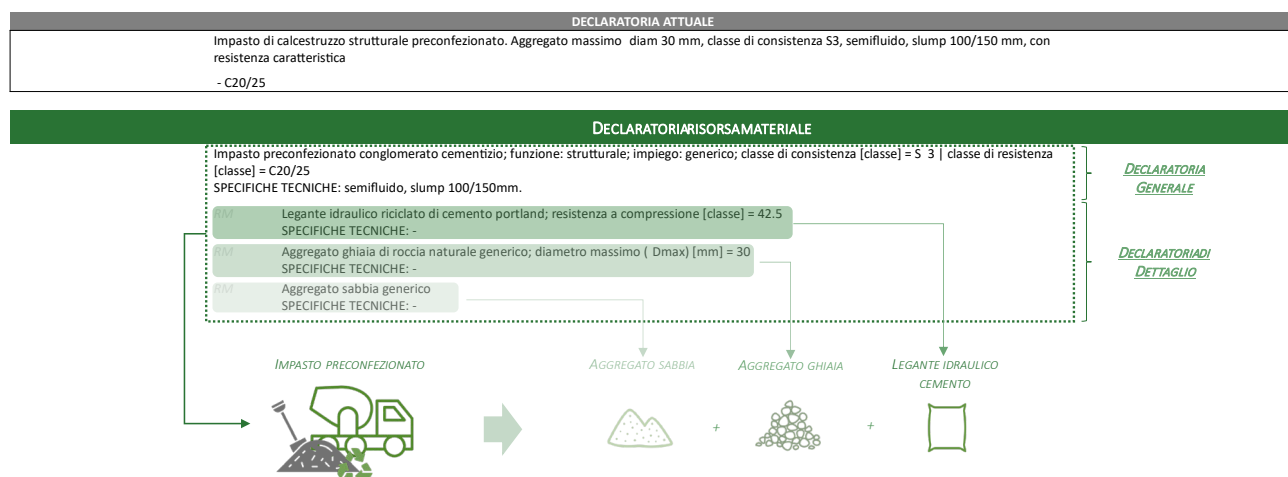 DECLARATORIA ATTUALE
Impasto di calcestruzzo strutturale preconfezionato. Aggregato massimo diam 30 mm, classe di consistenza S3, semifluido, slump 100/150 mm, con
resistenza caratteristica
- C20/25
DECLARATORIARISORSAMATERIALE
Impasto preconfezionato conglomerato cementizio; funzione: strutturale; impiego: generico; classe di consistenza [classe] = S 3 | classe di resistenza
[classe] = C20/25
SPECIFICHE TECNICHE: semifluido, slump 100/150mm.
DECLARATORIA
GENERALE
RM Legante idraulico riciclato di cemento portland; resistenza a compressione [classe] = 42.5
SPECIFICHE TECNICHE: -
RM Aggregato ghiaia di roccia naturale generico; diametro massimo ( Dmax) [mm] = 30
SPECIFICHE TECNICHE: -
DECLARATORIADI
DETTAGLIO
RM Aggregato sabbia generico
SPECIFICHE TECNICHE: -
IMPASTO PRECONFEZIONATO
AGGREGATO SABBIA
AGGREGATO GHIAIA
LEGANTE IDRAULICO
CEMENTO
+
+